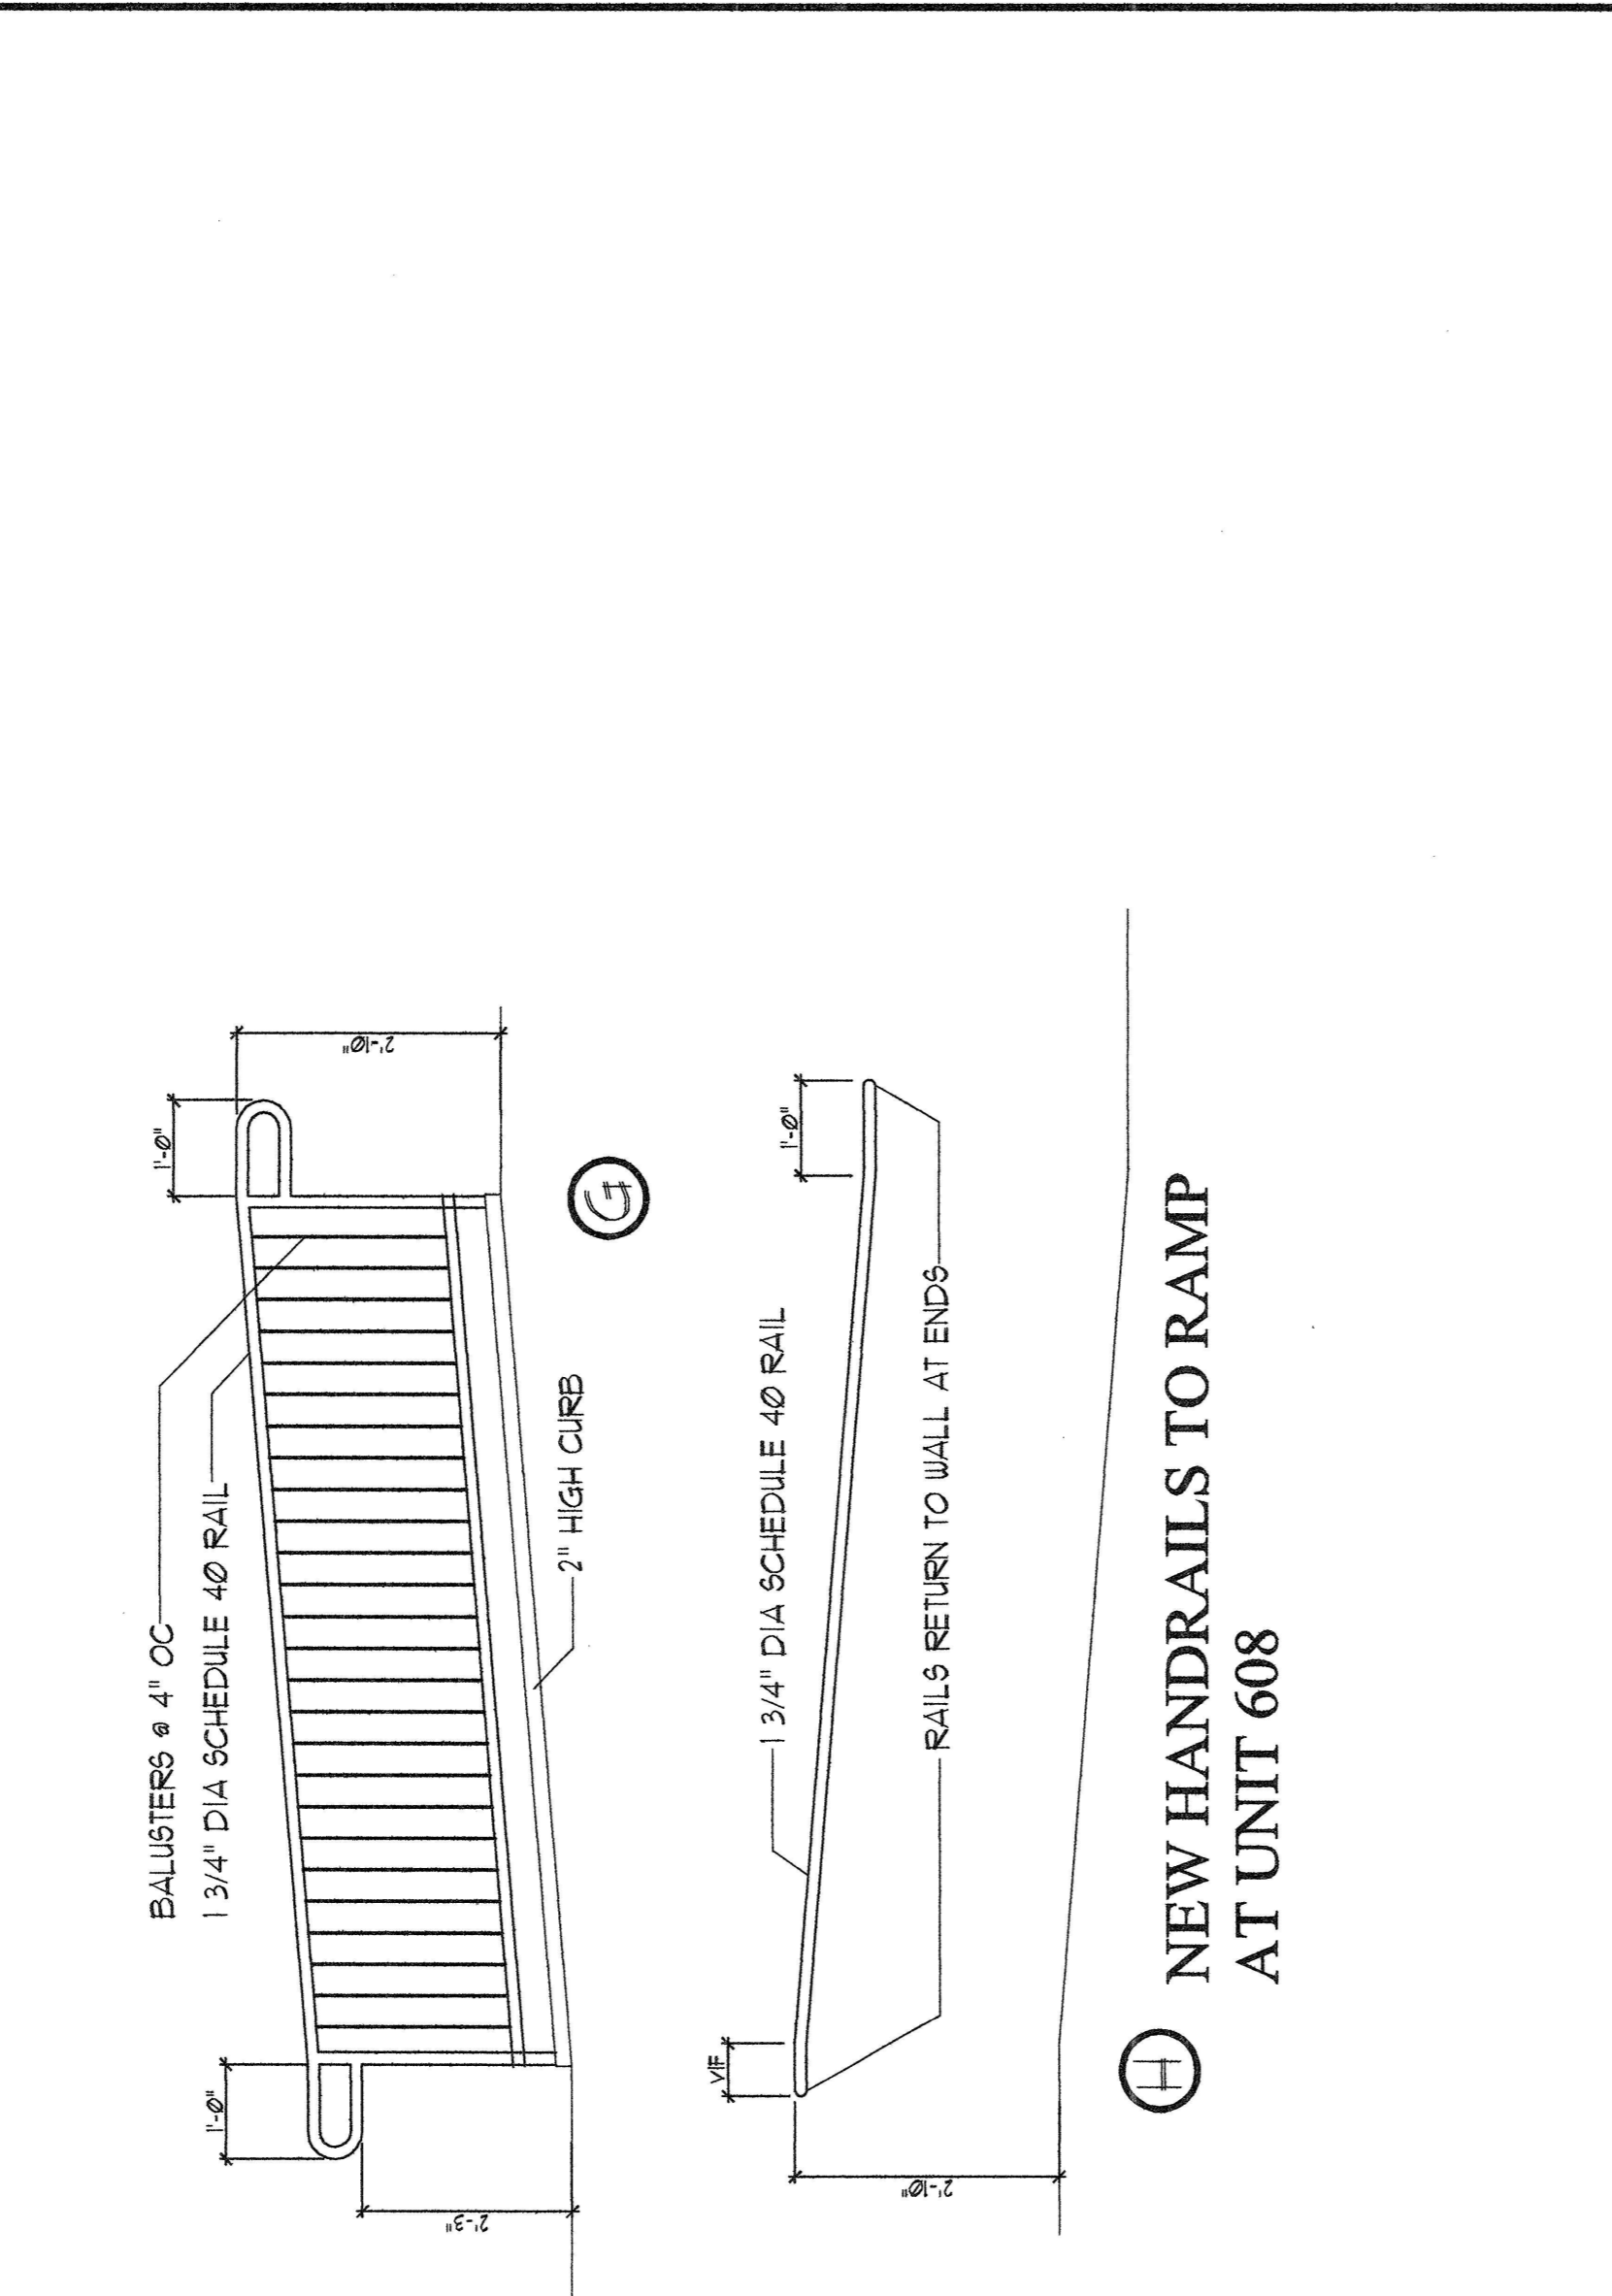 BALUSTERS @ 4" OC
1 3/4" DIA SCHEDULE 40 RAIL
1'-0"
1'-0"
2'-10"
2'-3"
2" HIGH CURB
G
1 3/4" DIA SCHEDULE 40 RAIL
VIF
1'-0"
2'-10"
RAILS RETURN TO WALL AT ENDS
H
NEW HANDRAILS TO RAMP
AT UNIT 608